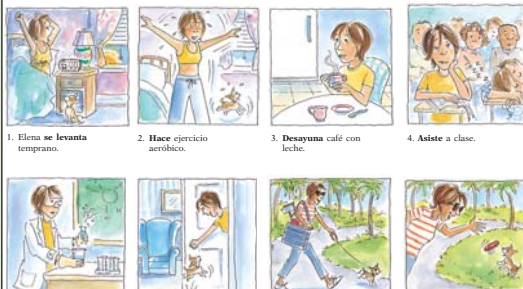 1. Elena se levanta
temprano.
2. Hace ejercicio
aeróbico.
3. Desayuna café con
leche.
4. Asiste a clase.